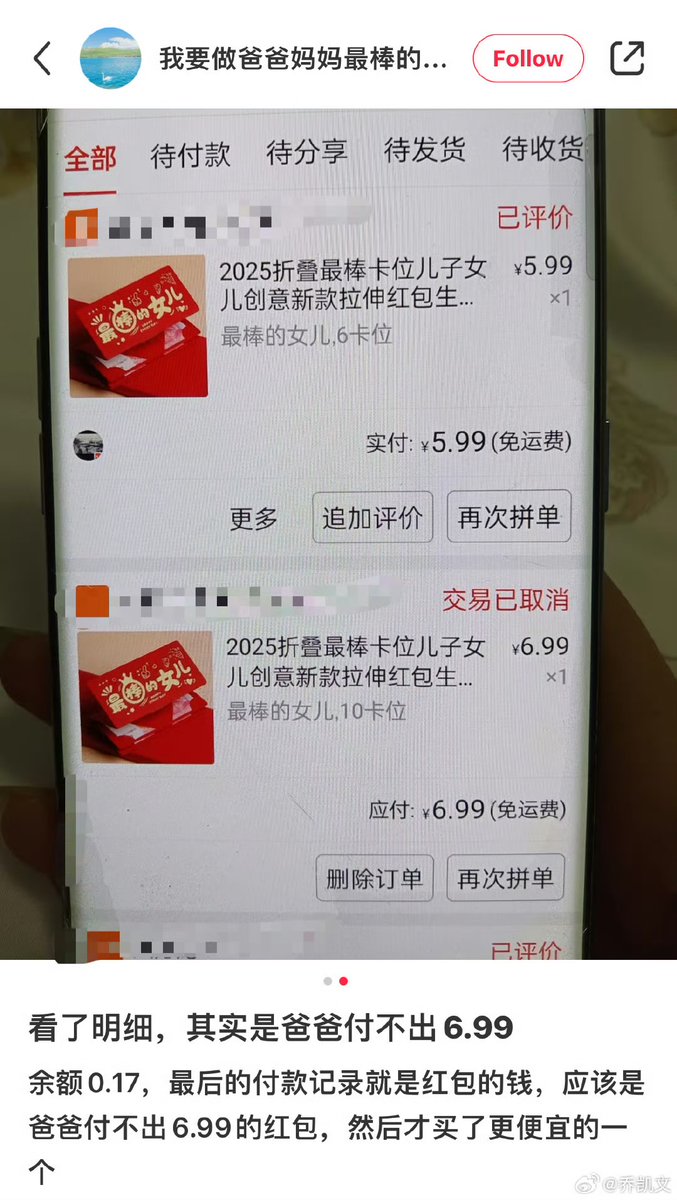 我要做爸爸妈妈最棒的...
Follow
全部 待付款 待分享 待发货 待收货
已评价
最棒的女儿
2025折叠最棒卡位儿子女 ¥5.99
儿创意新款拉伸红包生... ×1
最棒的女儿,6卡位
实付: ¥5.99(免运费)
更多 追加评价 再次拼单
交易已取消
最棒的女儿
2025折叠最棒卡位儿子女 ¥6.99
儿创意新款拉伸红包生... ×1
最棒的女儿,10卡位
应付: ¥6.99(免运费)
删除订单 再次拼单
已评价
看了明细，其实是爸爸付不出6.99
余额0.17，最后的付款记录就是红包的钱，应该是
爸爸付不出6.99的红包，然后才买了更便宜的一
个
@乔凯文